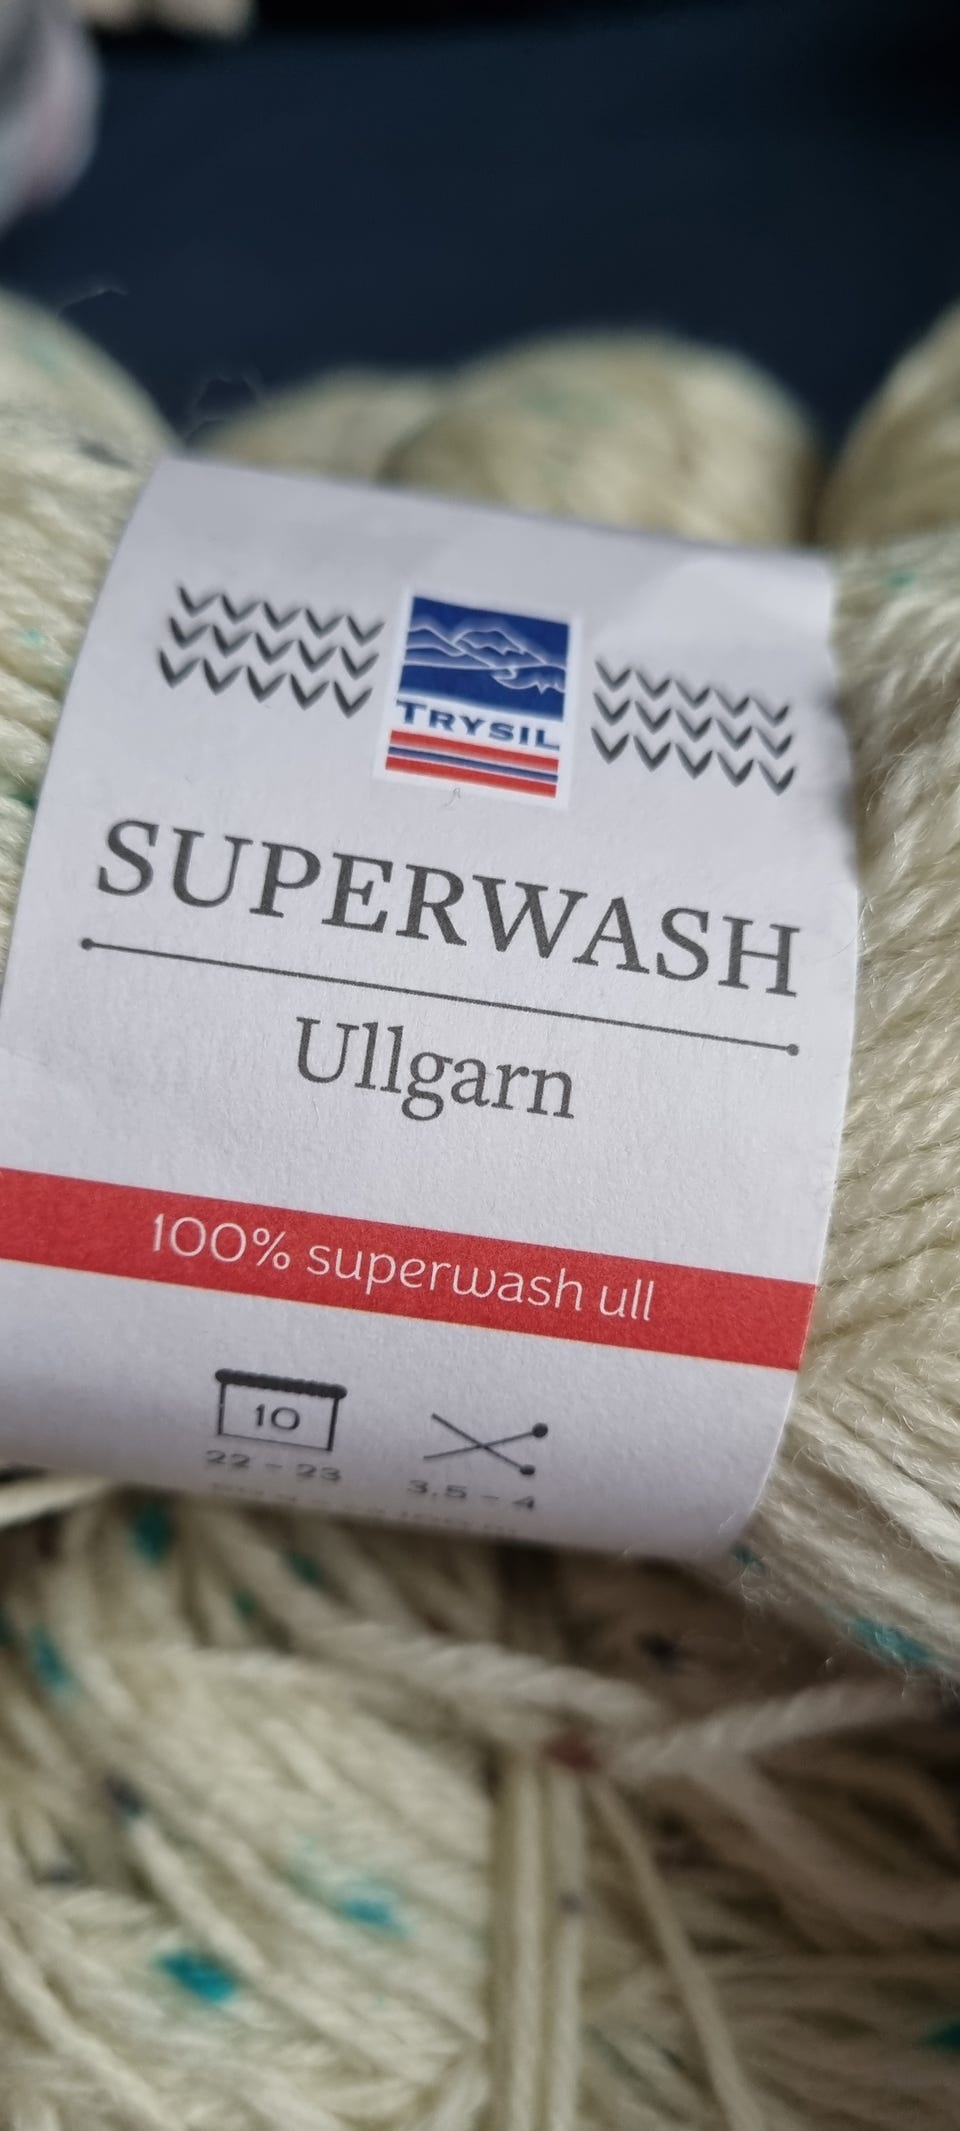 TRYSIL
SUPERWASH
Ullgarn
100% superwash ull
10
22 - 23
3,5 - 4